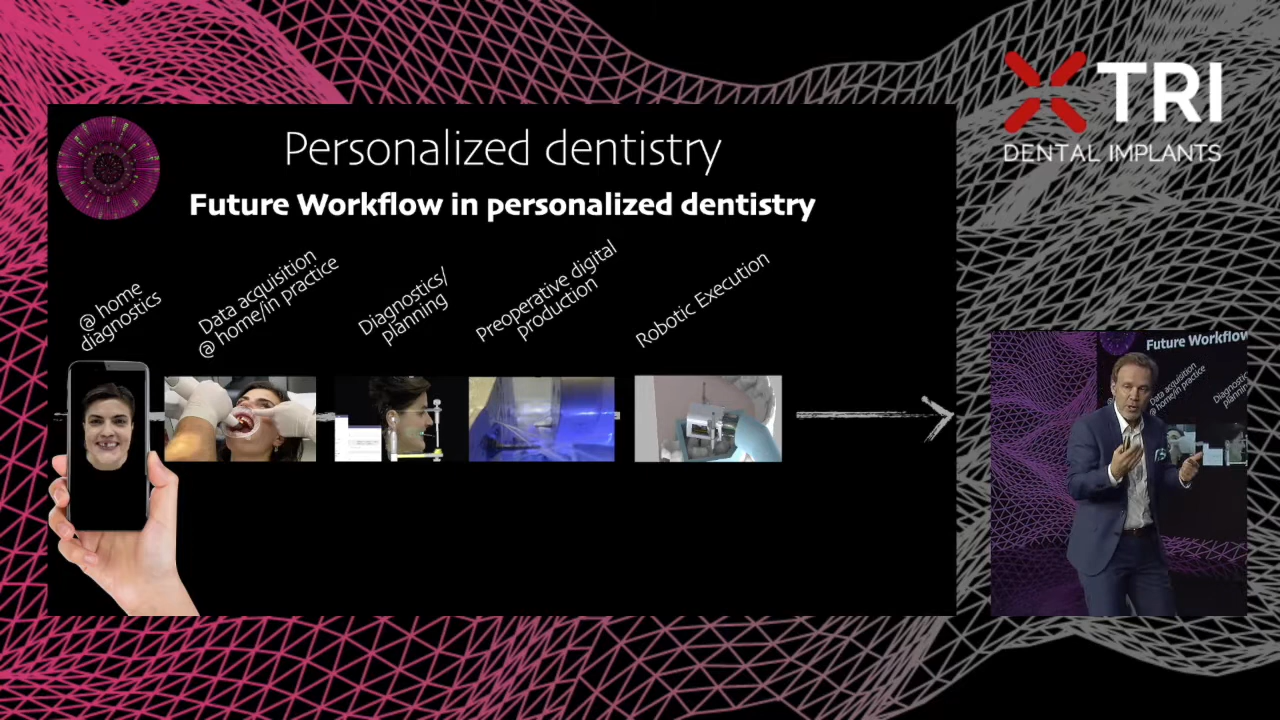 TRI
DENTAL IMPLANTS
Personalized dentistry
Future Workflow in personalized dentistry
@ home
diagnostics
Data acquisition
@ home/in practice
Diagnostics/
planning
Preoperative digital
production
Robotic Execution
Future Workflow
Data acquisition
@ home/in practice
Diagnostic
planning